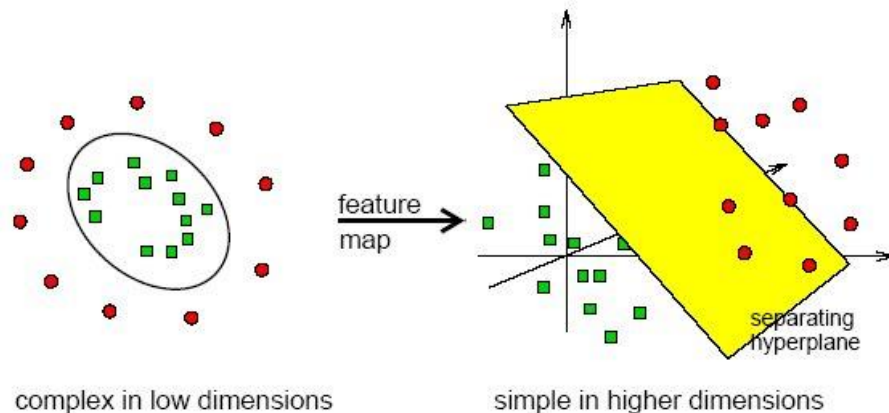 feature
map
separating
hyperplane
complex in low dimensions
simple in higher dimensions